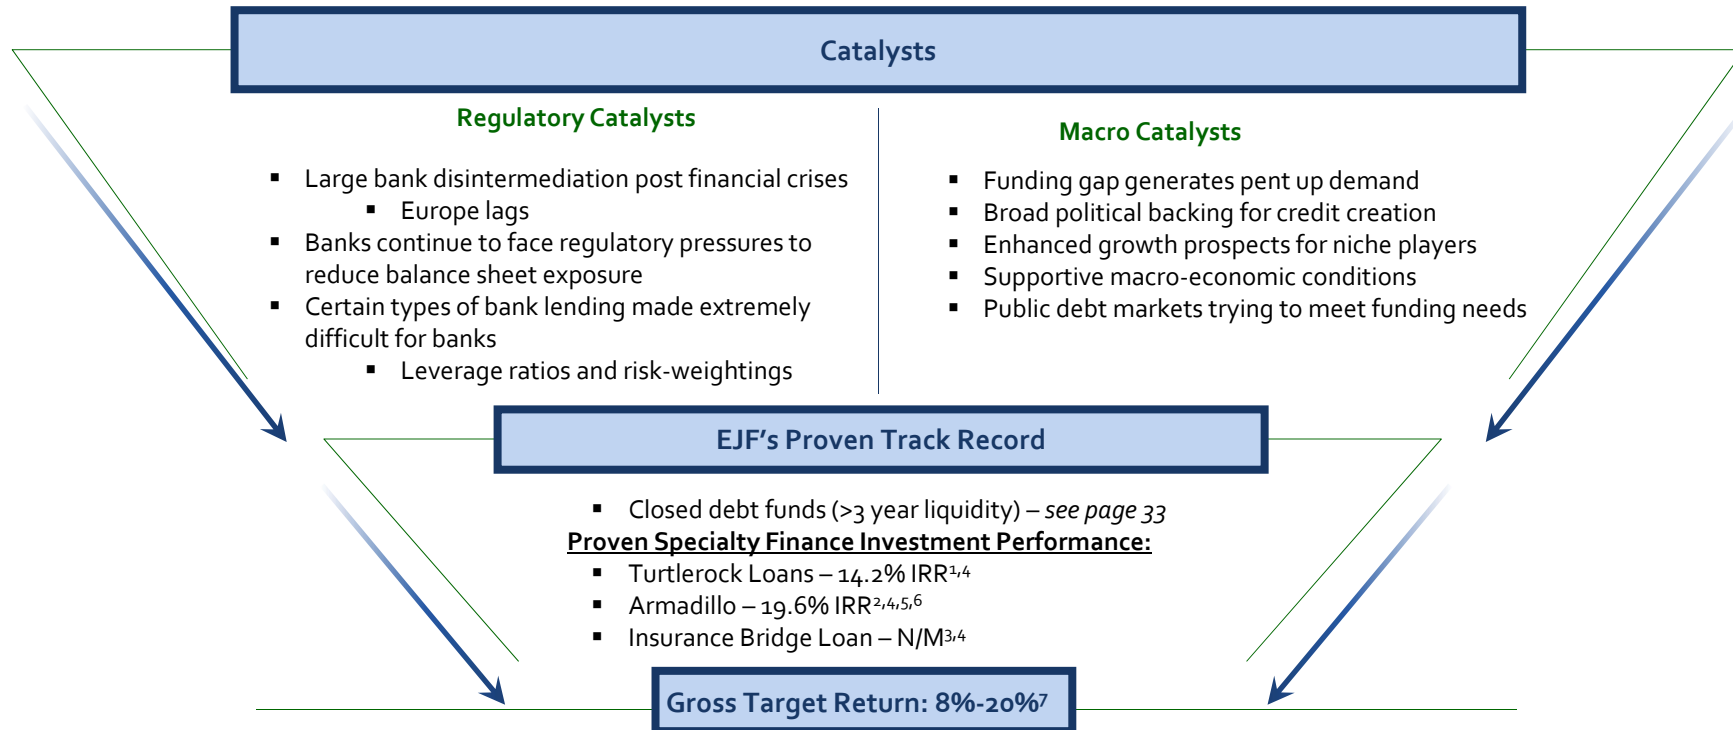 Catalysts
Regulatory Catalysts
▪ Large bank disintermediation post financial crises
▪ Europe lags
▪ Banks continue to face regulatory pressures to
reduce balance sheet exposure
▪ Certain types of bank lending made extremely
difficult for banks
▪ Leverage ratios and risk-weightings
Macro Catalysts
▪ Funding gap generates pent up demand
▪ Broad political backing for credit creation
▪ Enhanced growth prospects for niche players
▪ Supportive macro-economic conditions
▪ Public debt markets trying to meet funding needs
EJF's Proven Track Record
▪ Closed debt funds (>3 year liquidity) – see page 33
Proven Specialty Finance Investment Performance:
▪ Turtlerock Loans – 14.2% IRR¹,⁴
▪ Armadillo – 19.6% IRR²,⁴,⁵,⁶
▪ Insurance Bridge Loan – N/M³,⁴
Gross Target Return: 8%-20%⁷